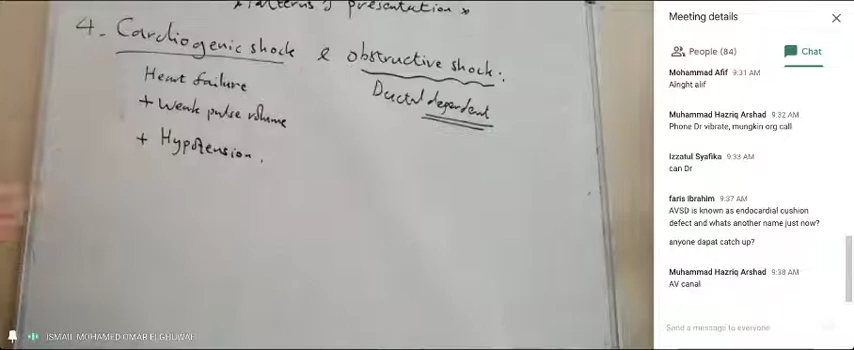 * Patterns of presentation *
4. Cardiogenic shock & obstructive shock:
Heart failure
+ Weak pulse volume
+ Hypotension.
Ductal dependent
ISMAIL MOHAMED OMAR ELGHUWAEL
Meeting details
People (84)
Chat
Mohammad Afif 9:31 AM
Alright alif
Muhammad Hazriq Arshad 9:32 AM
Phone Dr vibrate, mungkin org call
Izzatul Syafika 9:33 AM
can Dr
faris Ibrahim 9:37 AM
AVSD is known as endocardial cushion
defect and whats another name just now?
anyone dapat catch up?
Muhammad Hazriq Arshad 9:38 AM
AV canal
Send a message to everyone